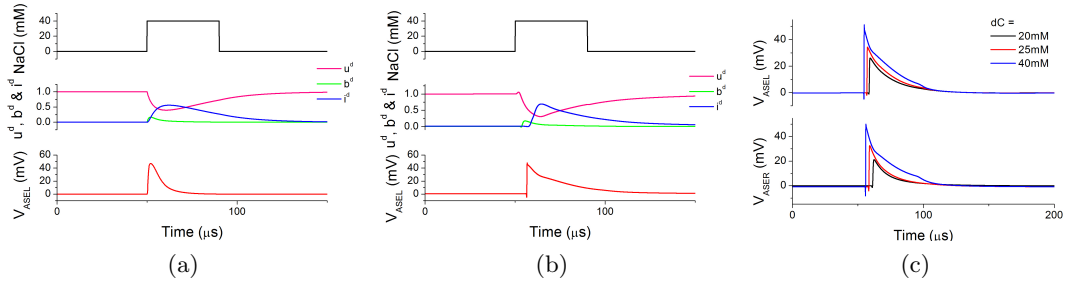 NaCl (mM)
40
20
0
u^d, b^d & i^d
1.0
0.5
0.0
u^d
b^d
i^d
V_ASEL (mV)
60
40
20
0
0
100
Time (μs)
(a)
NaCl (mM)
40
20
0
u^d, b^d & i^d
1.0
0.5
0.0
u^d
b^d
i^d
V_ASEL (mV)
60
40
20
0
0
100
Time (μs)
(b)
dC =
20mM
25mM
40mM
V_ASEL (mV)
40
20
0
V_ASER (mV)
40
20
0
0
100
200
Time (μs)
(c)